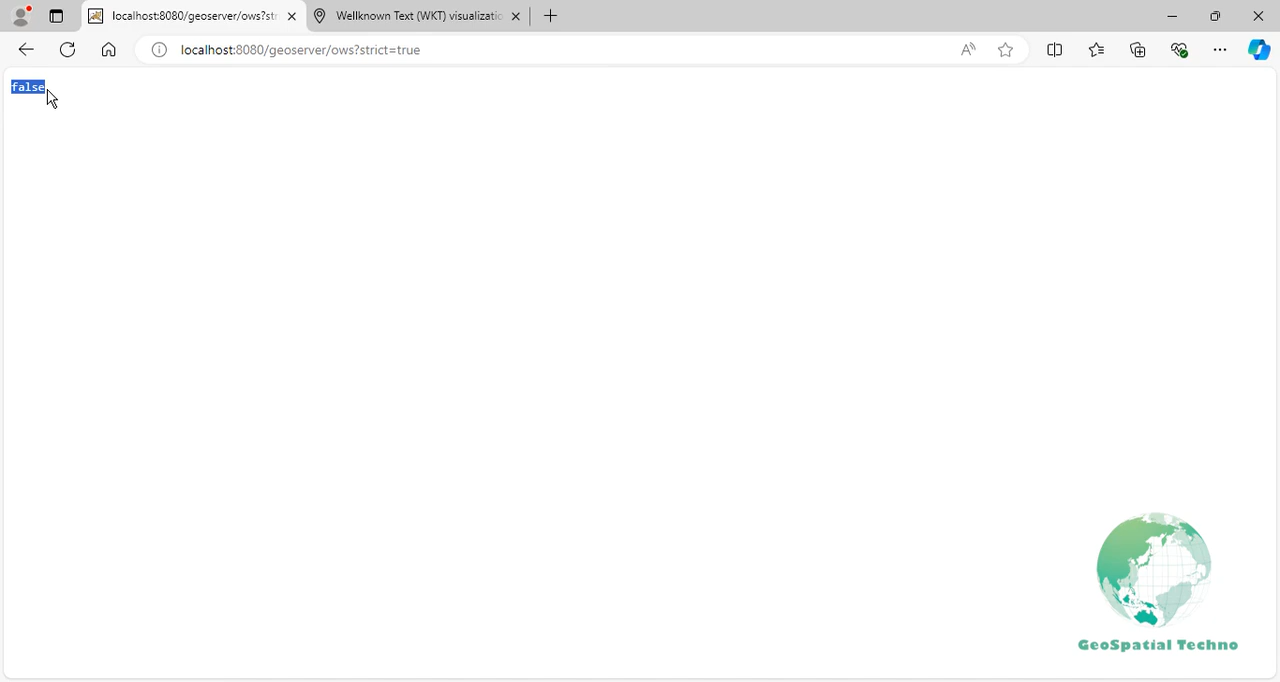 localhost:8080/geoserver/ows?str
Wellknown Text (WKT) visualizatio
localhost:8080/geoserver/ows?strict=true
false
GeoSpatial Techno